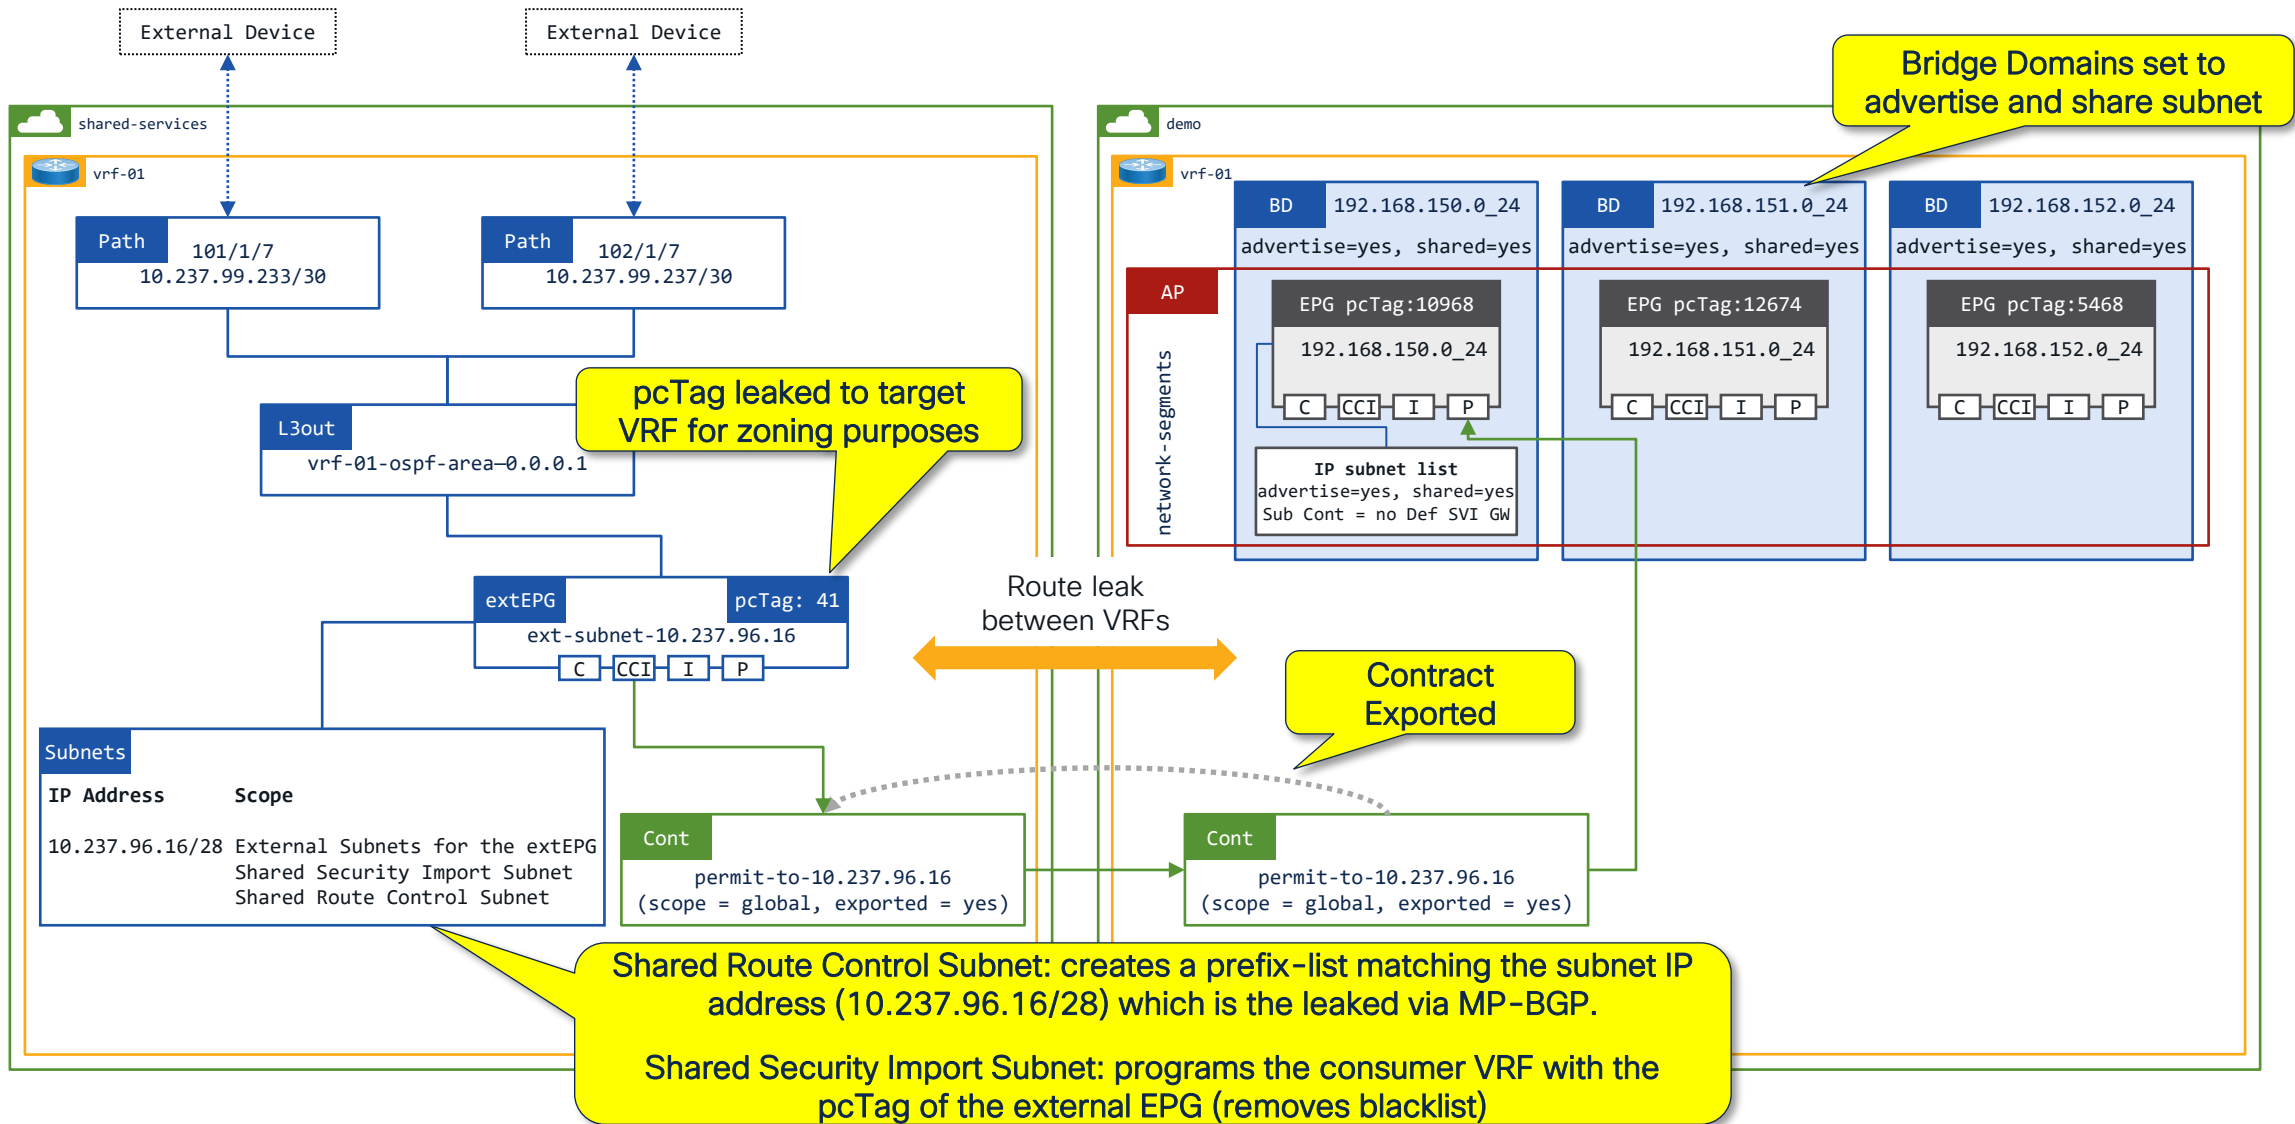 External Device
External Device
Bridge Domains set to
advertise and share subnet
shared-services
demo
vrf-01
vrf-01
Path
101/1/7
10.237.99.233/30
Path
102/1/7
10.237.99.237/30
BD 192.168.150.0_24
advertise=yes, shared=yes
BD 192.168.151.0_24
advertise=yes, shared=yes
BD 192.168.152.0_24
advertise=yes, shared=yes
AP
network-segments
EPG pcTag:10968
192.168.150.0_24
C CCI I P
EPG pcTag:12674
192.168.151.0_24
C CCI I P
EPG pcTag:5468
192.168.152.0_24
C CCI I P
IP subnet list
advertise=yes, shared=yes
Sub Cont = no Def SVI GW
pcTag leaked to target
VRF for zoning purposes
L3out
vrf-01-ospf-area–0.0.0.1
extEPG pcTag: 41
ext-subnet-10.237.96.16
C CCI I P
Route leak
between VRFs
Contract
Exported
Subnets
IP Address Scope
10.237.96.16/28 External Subnets for the extEPG
Shared Security Import Subnet
Shared Route Control Subnet
Cont
permit-to-10.237.96.16
(scope = global, exported = yes)
Cont
permit-to-10.237.96.16
(scope = global, exported = yes)
Shared Route Control Subnet: creates a prefix-list matching the subnet IP
address (10.237.96.16/28) which is the leaked via MP-BGP.
Shared Security Import Subnet: programs the consumer VRF with the
pcTag of the external EPG (removes blacklist)